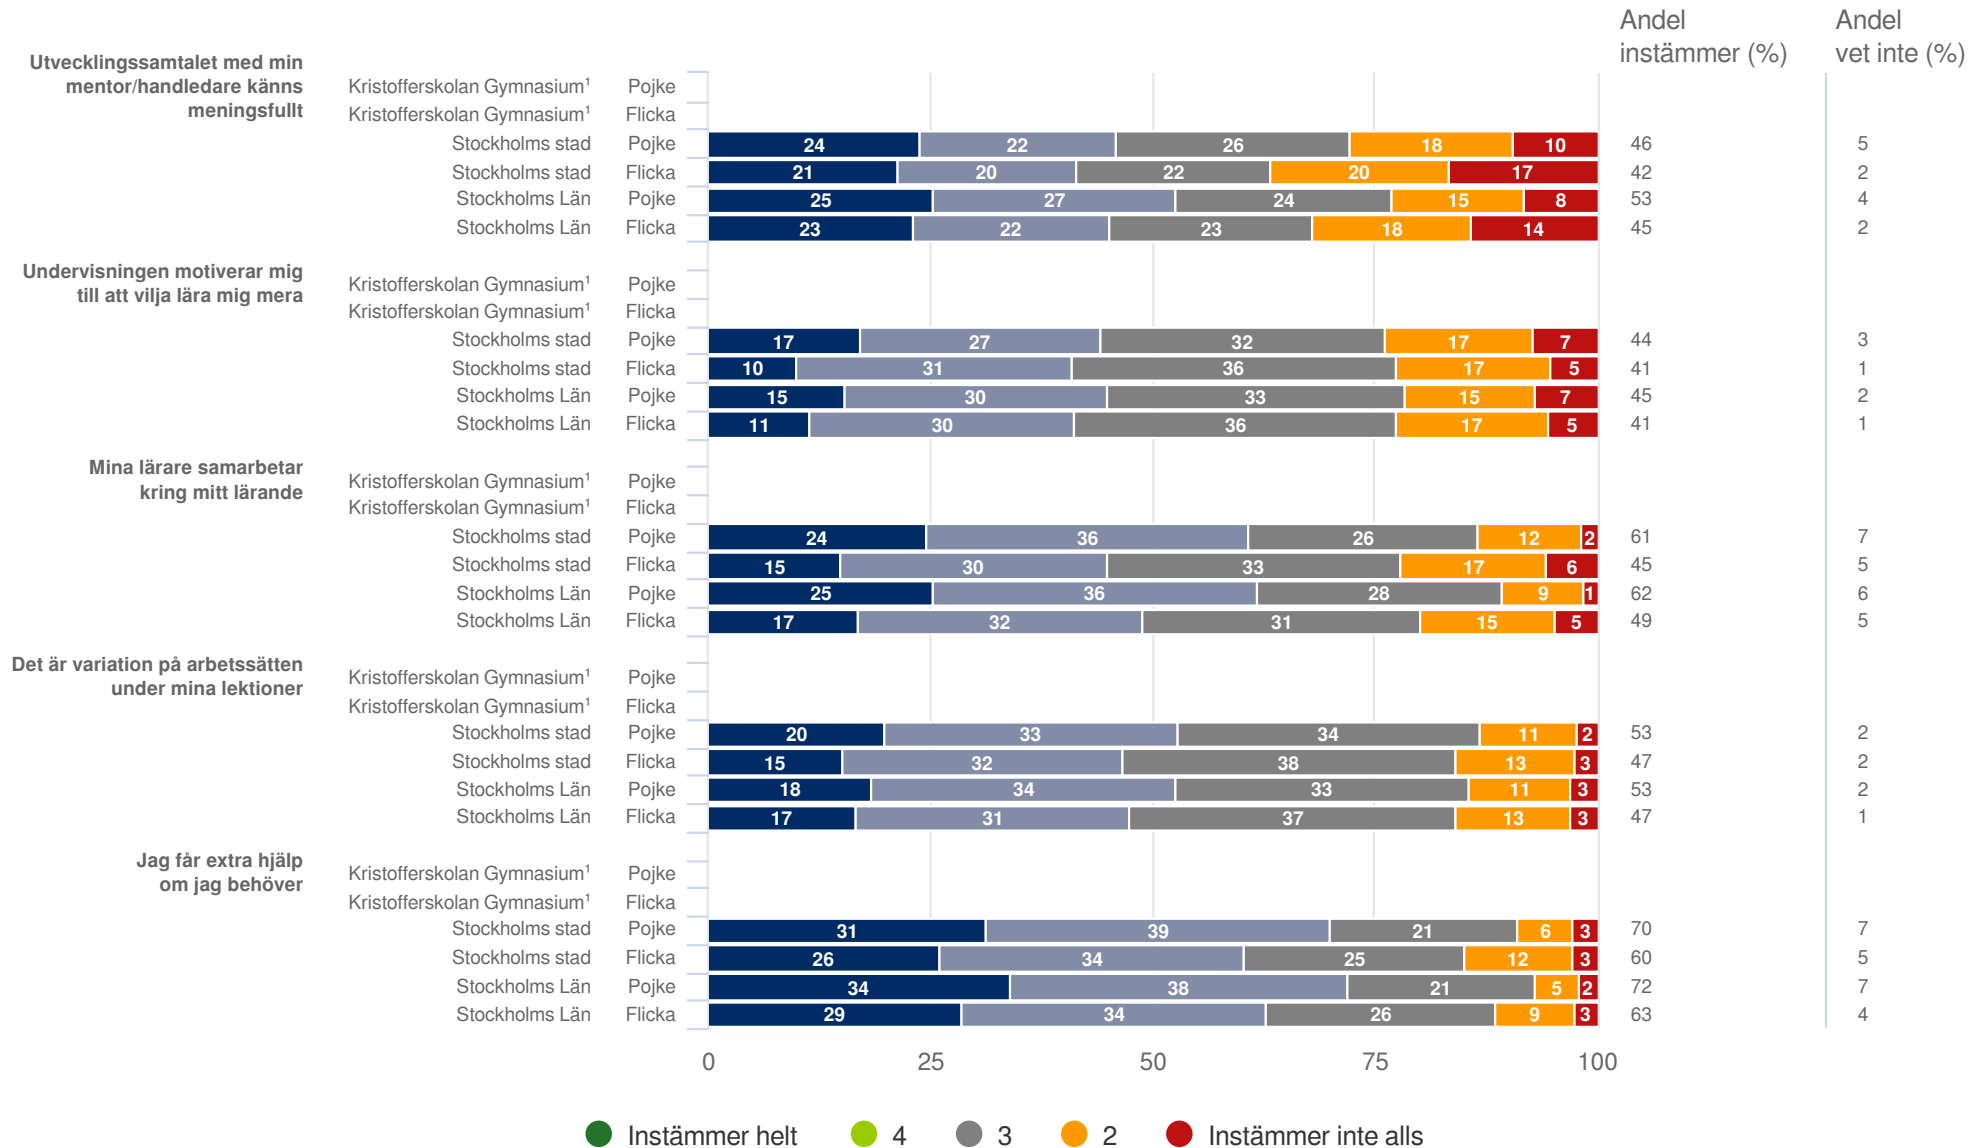 Andel
instämmer (%)
Andel
vet inte (%)
Utvecklingssamtalet med min
mentor/handledare känns
meningsfullt
Kristofferskolan Gymnasium¹ Pojke
Kristofferskolan Gymnasium¹ Flicka
Stockholms stad Pojke 24 22 26 18 10 46 5
Stockholms stad Flicka 21 20 22 20 17 42 2
Stockholms Län Pojke 25 27 24 15 8 53 4
Stockholms Län Flicka 23 22 23 18 14 45 2
Undervisningen motiverar mig
till att vilja lära mig mera
Kristofferskolan Gymnasium¹ Pojke
Kristofferskolan Gymnasium¹ Flicka
Stockholms stad Pojke 17 27 32 17 7 44 3
Stockholms stad Flicka 10 31 36 17 5 41 1
Stockholms Län Pojke 15 30 33 15 7 45 2
Stockholms Län Flicka 11 30 36 17 5 41 1
Mina lärare samarbetar
kring mitt lärande
Kristofferskolan Gymnasium¹ Pojke
Kristofferskolan Gymnasium¹ Flicka
Stockholms stad Pojke 24 36 26 12 2 61 7
Stockholms stad Flicka 15 30 33 17 6 45 5
Stockholms Län Pojke 25 36 28 9 1 62 6
Stockholms Län Flicka 17 32 31 15 5 49 5
Det är variation på arbetssätten
under mina lektioner
Kristofferskolan Gymnasium¹ Pojke
Kristofferskolan Gymnasium¹ Flicka
Stockholms stad Pojke 20 33 34 11 2 53 2
Stockholms stad Flicka 15 32 38 13 3 47 2
Stockholms Län Pojke 18 34 33 11 3 53 2
Stockholms Län Flicka 17 31 37 13 3 47 1
Jag får extra hjälp
om jag behöver
Kristofferskolan Gymnasium¹ Pojke
Kristofferskolan Gymnasium¹ Flicka
Stockholms stad Pojke 31 39 21 6 3 70 7
Stockholms stad Flicka 26 34 25 12 3 60 5
Stockholms Län Pojke 34 38 21 5 2 72 7
Stockholms Län Flicka 29 34 26 9 3 63 4
0 25 50 75 100
Instämmer helt 4 3 2 Instämmer inte alls